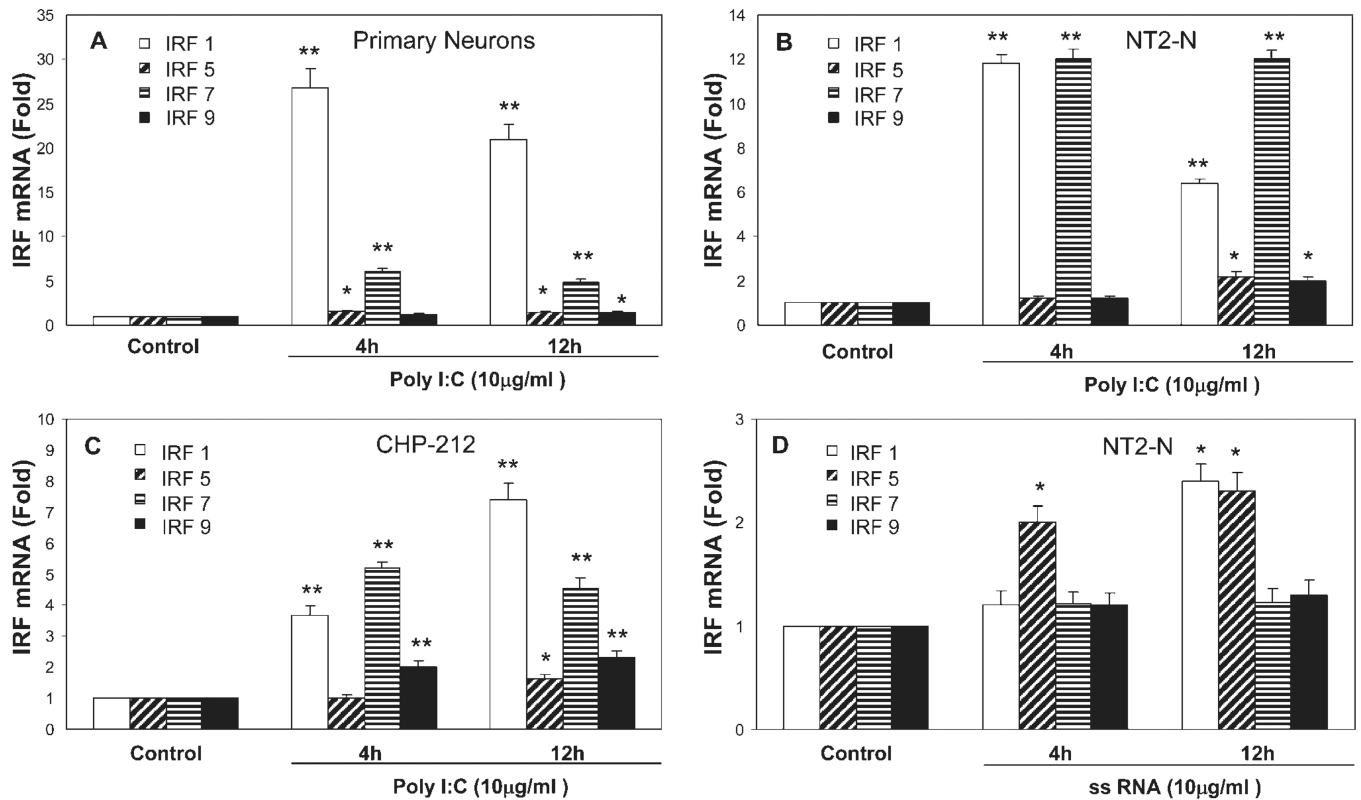 A
Primary Neurons
IRF 1
IRF 5
IRF 7
IRF 9
IRF mRNA (Fold)
35
30
25
20
15
10
5
0
**
*
**
**
*
**
*
Control
4h
12h
Poly I:C (10μg/ml )
B
NT2-N
IRF 1
IRF 5
IRF 7
IRF 9
IRF mRNA (Fold)
14
12
10
8
6
4
2
0
**
**
**
*
**
*
Control
4h
12h
Poly I:C (10μg/ml )
C
CHP-212
IRF 1
IRF 5
IRF 7
IRF 9
IRF mRNA (Fold)
10
9
8
7
6
5
4
3
2
1
0
**
**
**
**
*
**
**
Control
4h
12h
Poly I:C (10μg/ml )
D
NT2-N
IRF 1
IRF 5
IRF 7
IRF 9
IRF mRNA (Fold)
3
2
1
0
*
*
*
Control
4h
12h
ss RNA (10μg/ml )